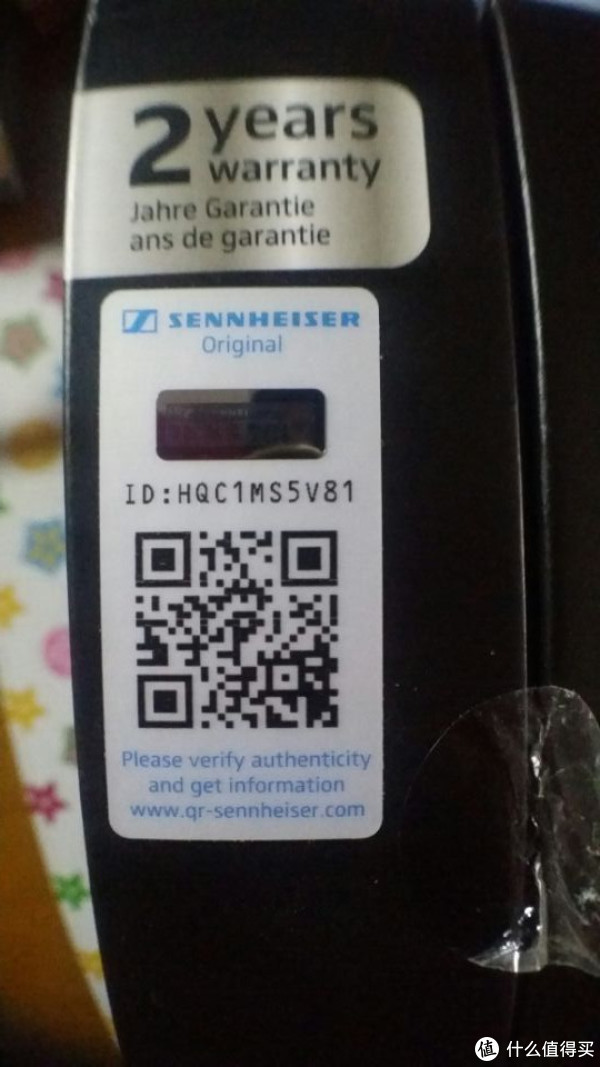 2 years
warranty
Jahre Garantie
ans de garantie
SENNHEISER
Original
ID:HQC1MS5V81
Please verify authenticity
and get information
www.qr-sennheiser.com
值 什么值得买